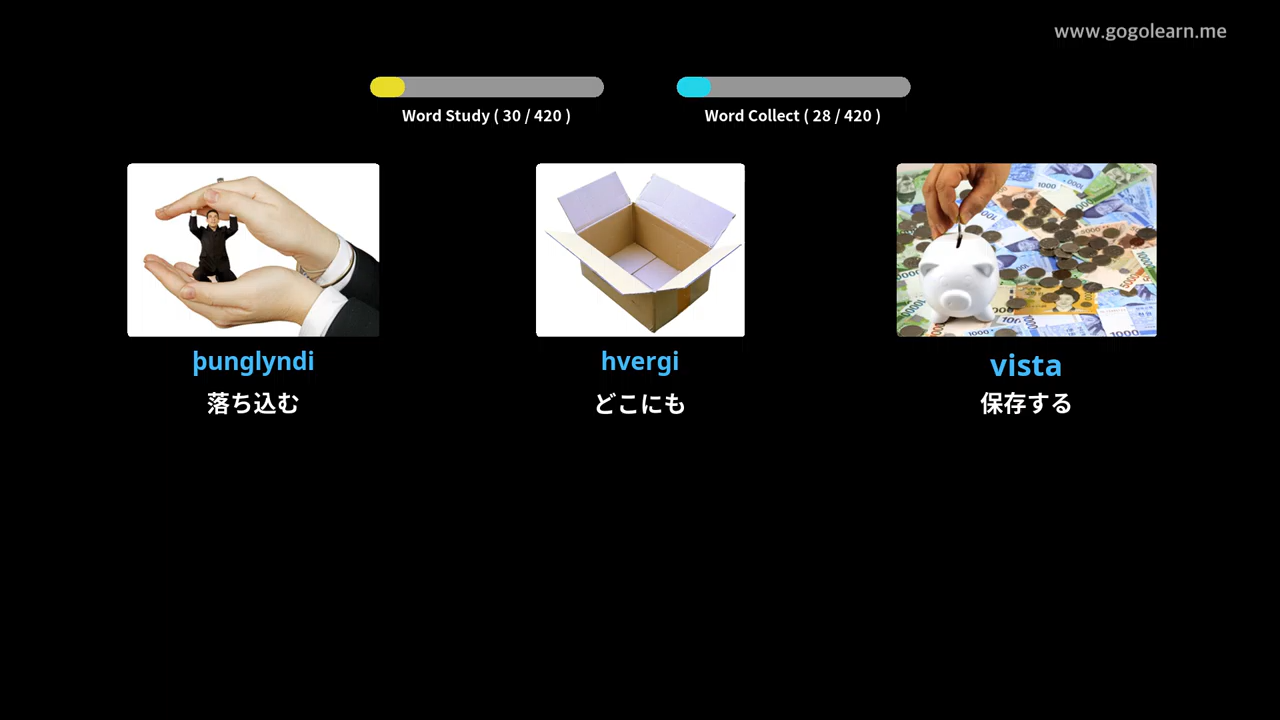 www.gogolearn.me
Word Study ( 30 / 420 )
Word Collect ( 28 / 420 )
þunglyndi
hvergi
vista
落ち込む
どこにも
保存する